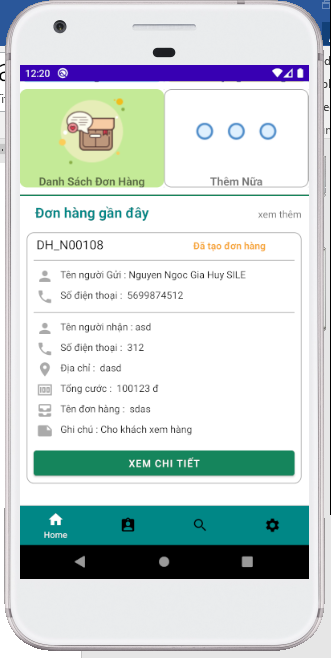 12:20
Danh Sách Đơn Hàng
Thêm Nữa
Đơn hàng gần đây
xem thêm
DH_N00108
Đã tạo đơn hàng
Tên người Gửi : Nguyen Ngoc Gia Huy SILE
Số điện thoại : 5699874512
Tên người nhận : asd
Số điện thoại : 312
Địa chỉ : dasd
Tổng cước : 100123 đ
Tên đơn hàng : sdas
Ghi chú : Cho khách xem hàng
XEM CHI TIẾT
Home